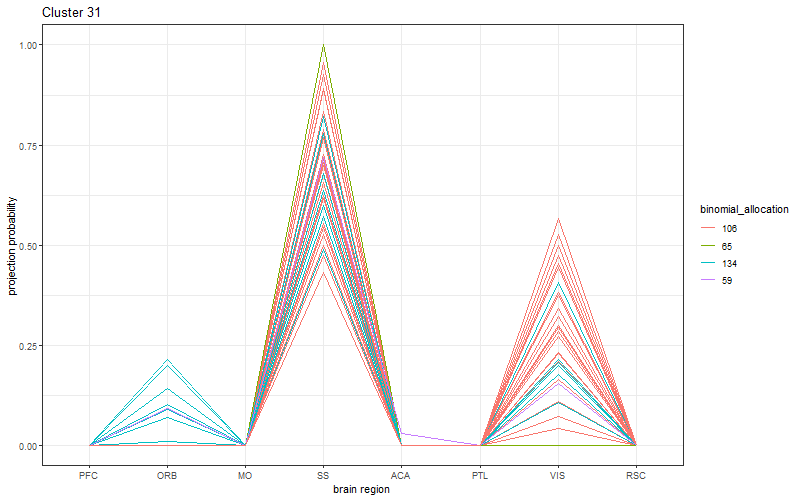 Cluster 31
1.00
0.75
0.50
0.25
0.00
projection probability
PFC ORB MO SS ACA PTL VIS RSC
brain region
binomial_allocation
106
65
134
59